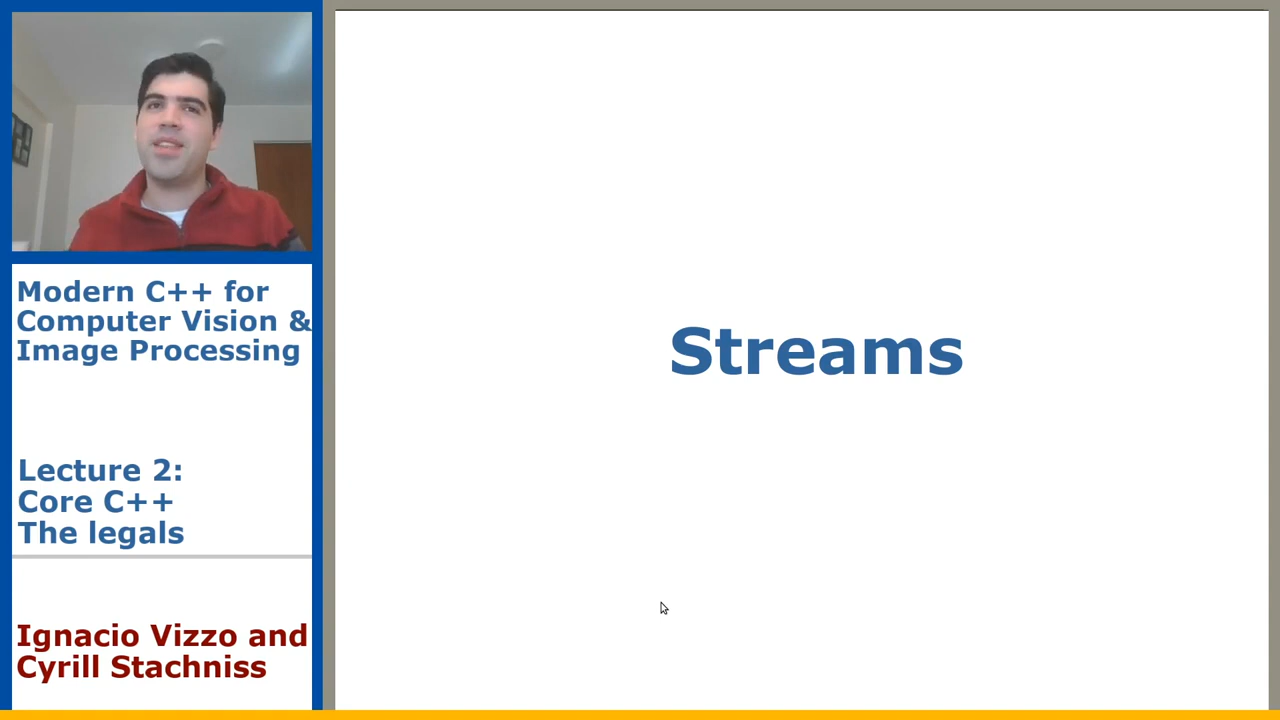 Modern C++ for
Computer Vision &
Image Processing
Lecture 2:
Core C++
The legals
Ignacio Vizzo and
Cyrill Stachniss
Streams